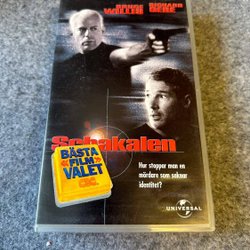 BRUCE RICHARD
WILLIS GERE
Schakalen
BÄSTA
FILM
VALET
Hur stoppar man en
mördare som saknar
identitet?
UNIVERSAL